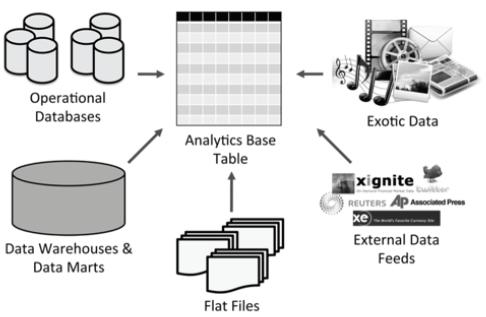 Operational
Databases
Analytics Base
Table
Exotic Data
Data Warehouses &
Data Marts
Flat Files
xignite
twitter
REUTERS AP Associated Press
xe The World's Favorite Currency Site
External Data
Feeds